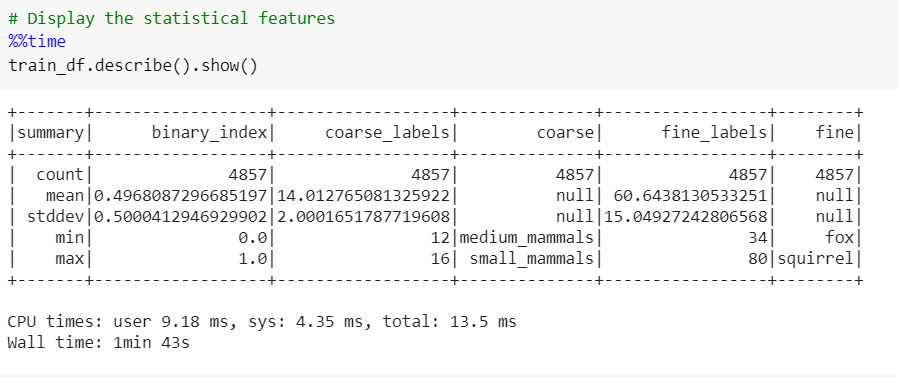 # Display the statistical features
%%time
train_df.describe().show()
+-------+------------------+------------------+--------------+-----------------+--------+
|summary|      binary_index|     coarse_labels|        coarse|      fine_labels|    fine|
+-------+------------------+------------------+--------------+-----------------+--------+
|  count|              4857|              4857|          4857|             4857|    4857|
|   mean|0.4968087296685197|14.012765081325922|          null| 60.6438130533251|    null|
| stddev|0.5000412946929902|2.0001651787719608|          null|15.04927242806568|    null|
|    min|               0.0|                12|medium_mammals|               34|     fox|
|    max|               1.0|                16| small_mammals|               80|squirrel|
+-------+------------------+------------------+--------------+-----------------+--------+
CPU times: user 9.18 ms, sys: 4.35 ms, total: 13.5 ms
Wall time: 1min 43s